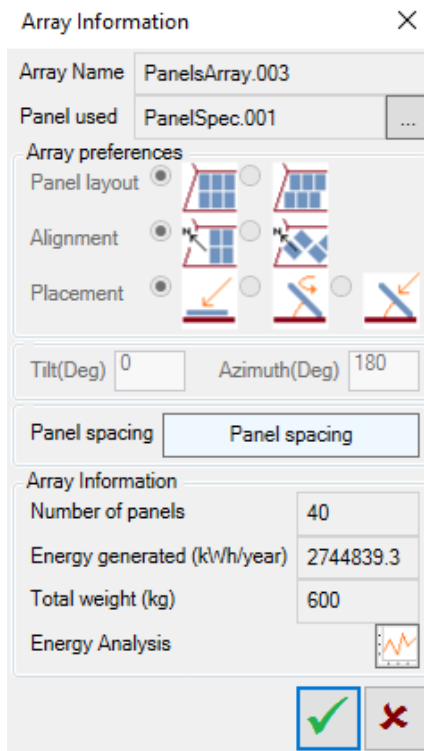 Array Information
Array Name PanelsArray.003
Panel used PanelSpec.001 ...
Array preferences
Panel layout
Alignment N N
Placement
Tilt(Deg) 0 Azimuth(Deg) 180
Panel spacing Panel spacing
Array Information
Number of panels 40
Energy generated (kWh/year) 2744839.3
Total weight (kg) 600
Energy Analysis